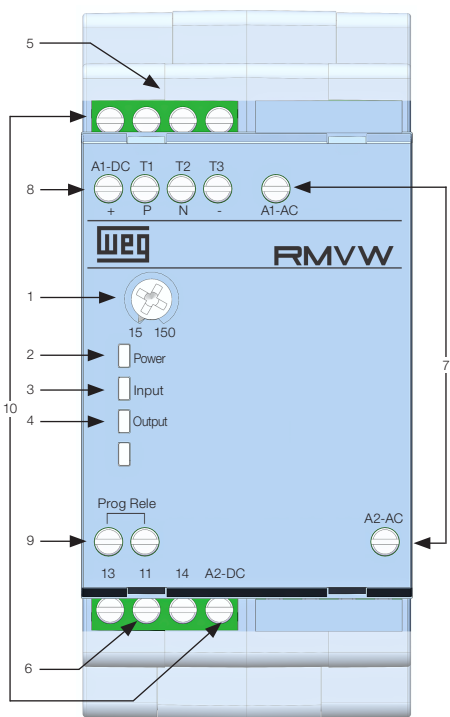 5
A1-DC T1 T2 T3
8
+ P N - A1-AC
weg RMVW
1
15 150
2 Power
3 Input
7
10
4 Output
Prog Rele
A2-AC
9
13 11 14 A2-DC
6